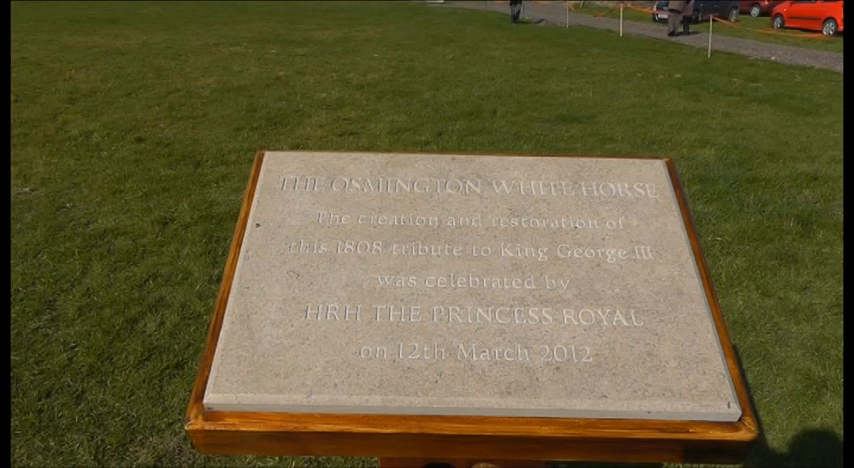 THE OSMINGTON WHITE HORSE
The creation and restoration of
this 1808 tribute to King George III
was celebrated by
HRH THE PRINCESS ROYAL
on 12th March 2012